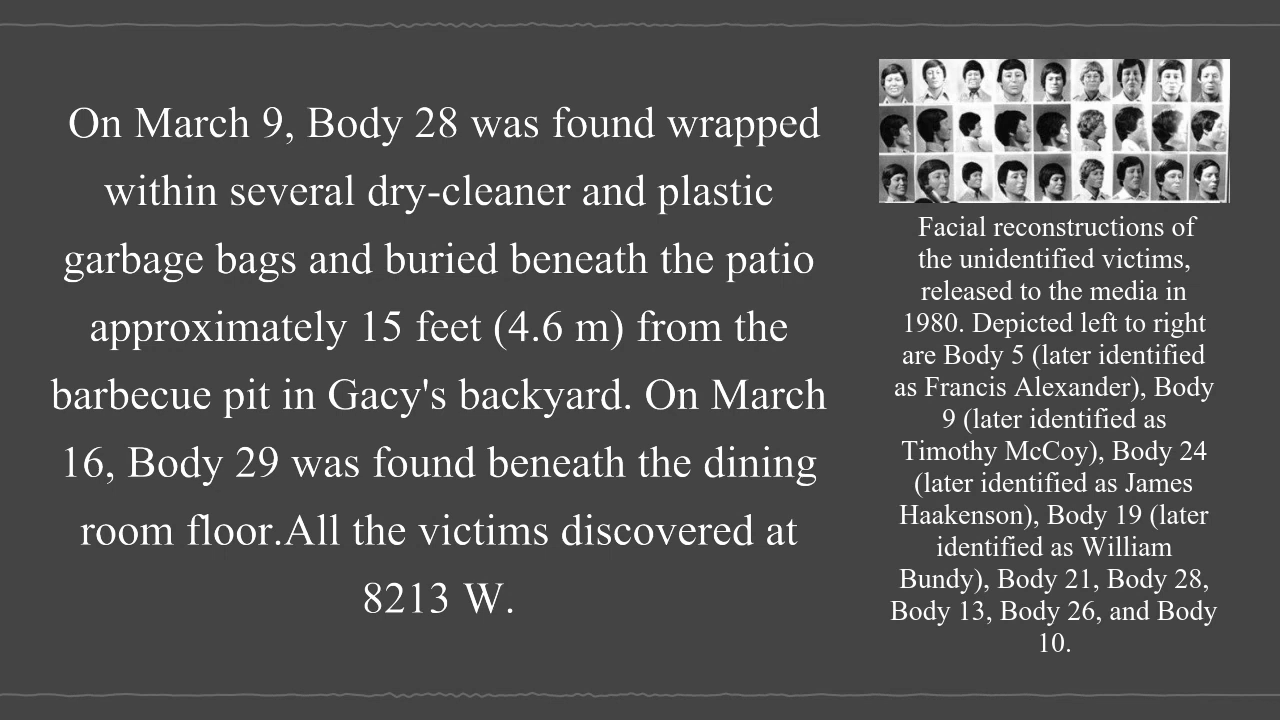 On March 9, Body 28 was found wrapped
within several dry-cleaner and plastic
garbage bags and buried beneath the patio
approximately 15 feet (4.6 m) from the
barbecue pit in Gacy's backyard. On March
16, Body 29 was found beneath the dining
room floor.All the victims discovered at
8213 W.
Facial reconstructions of
the unidentified victims,
released to the media in
1980. Depicted left to right
are Body 5 (later identified
as Francis Alexander), Body
9 (later identified as
Timothy McCoy), Body 24
(later identified as James
Haakenson), Body 19 (later
identified as William
Bundy), Body 21, Body 28,
Body 13, Body 26, and Body
10.